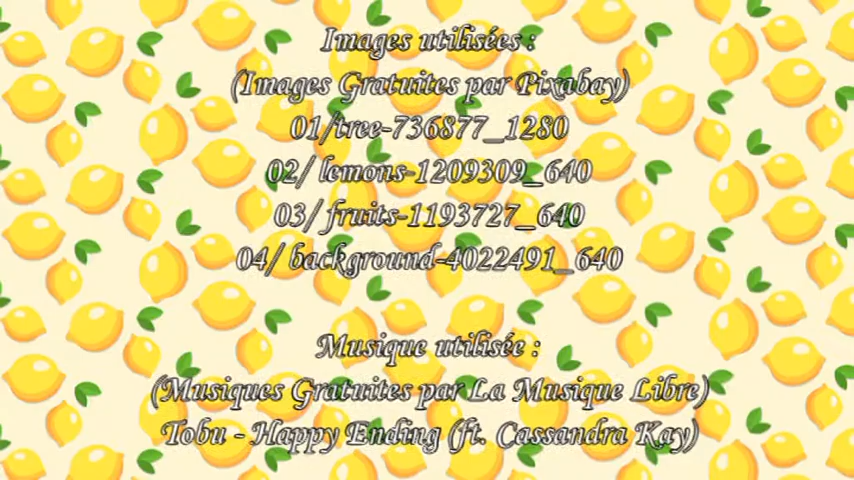 Images utilisées :
(Images Gratuites par Pixabay)
01/tree-736877_1280
02/ lemons-1209309_640
03/ fruits-1193727_640
04/ background-4022491_640
Musique utilisée :
(Musiques Gratuites par La Musique Libre)
Tobu - Happy Ending (ft. Cassandra Kay)